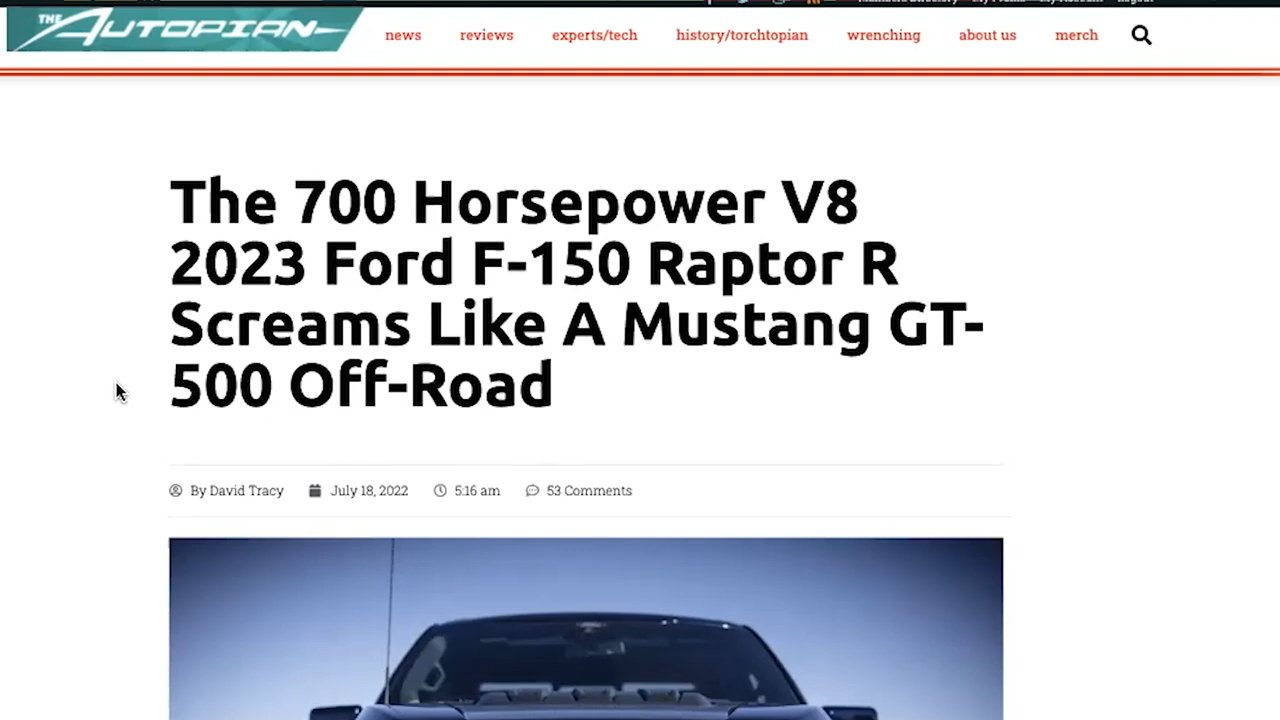 THE AUTOPIAN
news reviews experts/tech history/torchtopian wrenching about us merch
The 700 Horsepower V8
2023 Ford F-150 Raptor R
Screams Like A Mustang GT-
500 Off-Road
By David Tracy July 18, 2022 5:16 am 53 Comments